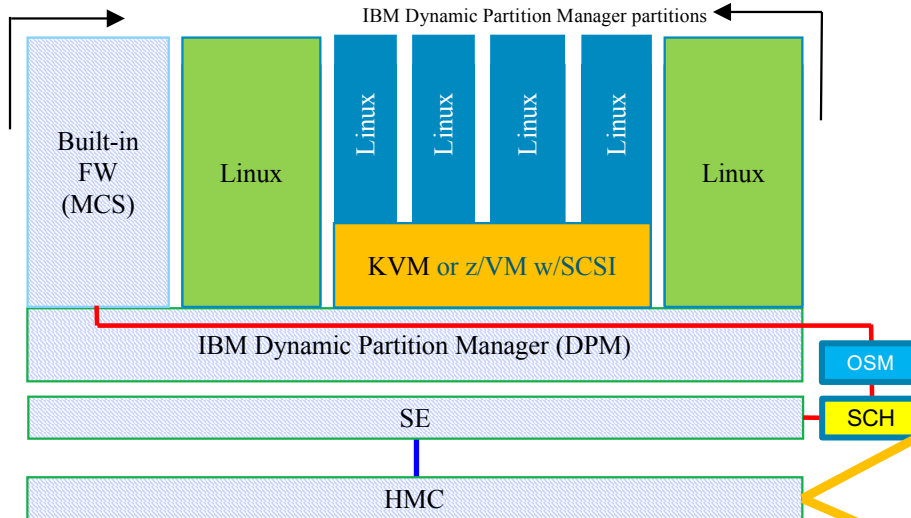 IBM Dynamic Partition Manager partitions
Built-in
FW
(MCS)
Linux
Linux
Linux
Linux
Linux
Linux
KVM or z/VM w/SCSI
IBM Dynamic Partition Manager (DPM)
OSM
SE
SCH
HMC